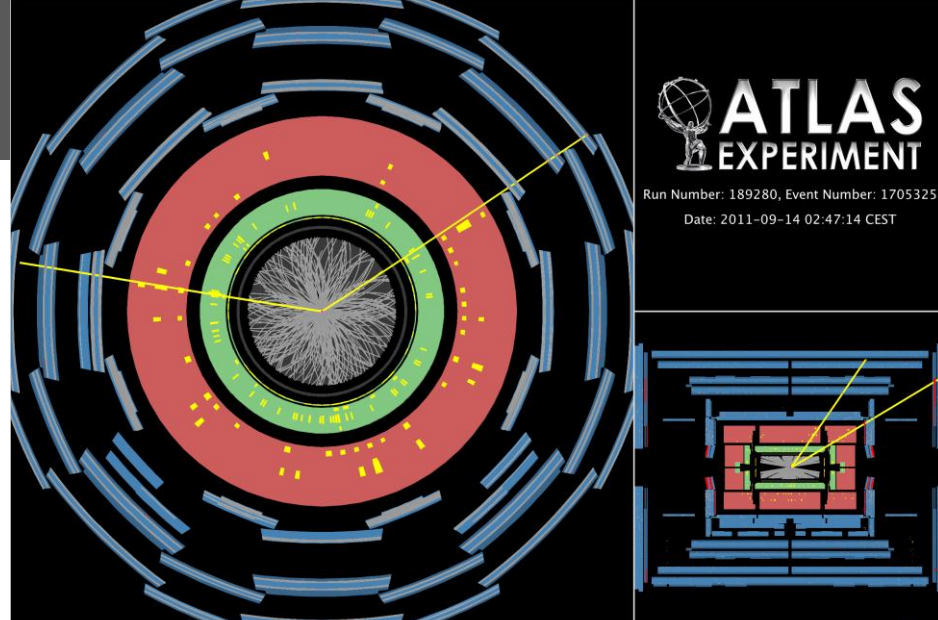 ATLAS
EXPERIMENT
Run Number: 189280, Event Number: 1705325
Date: 2011-09-14 02:47:14 CEST